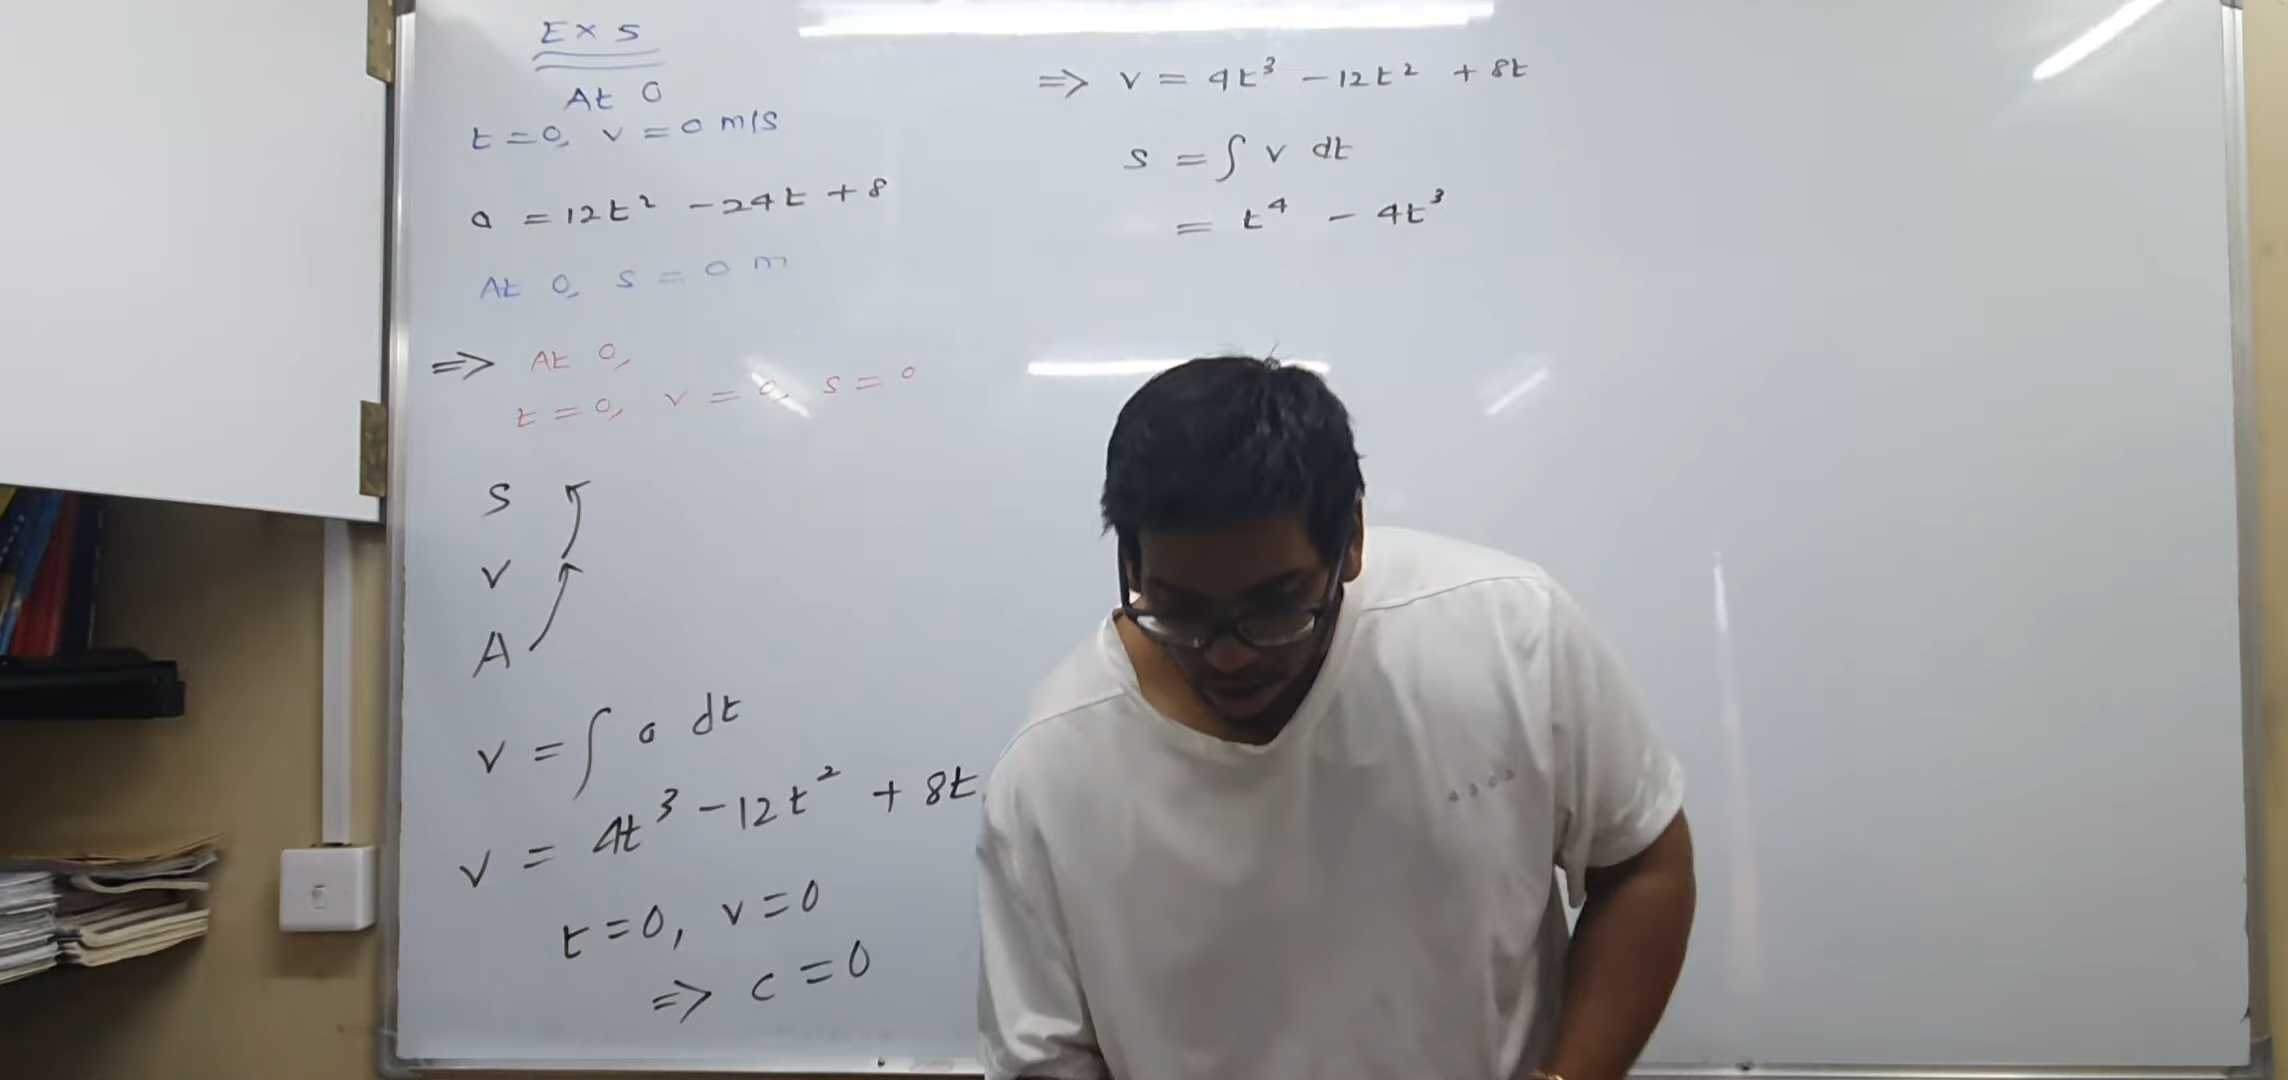 Ex 5
At O
t = 0, v = 0 m/s
a = 12t² - 24t + 8
At O, s = 0 m
=> At O,
t = 0, v = 0, s = 0
S
V
A
v = ∫ a dt
v = 4t³ - 12t² + 8t
t = 0, v = 0
=> c = 0
=> v = 4t³ - 12t² + 8t
s = ∫ v dt
= t⁴ - 4t³